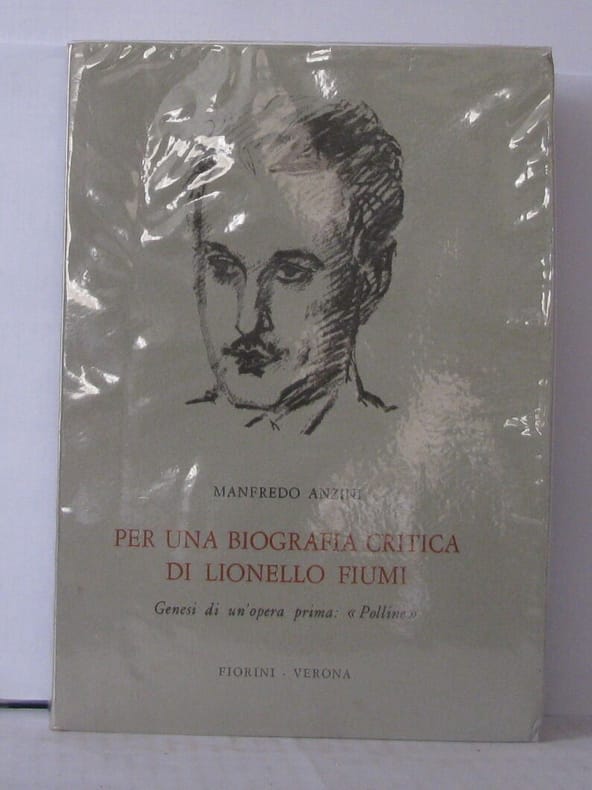 MANFREDO ANZINI
PER UNA BIOGRAFIA CRITICA
DI LIONELLO FIUMI
Genesi di un'opera prima: «Polline»
FIORINI - VERONA